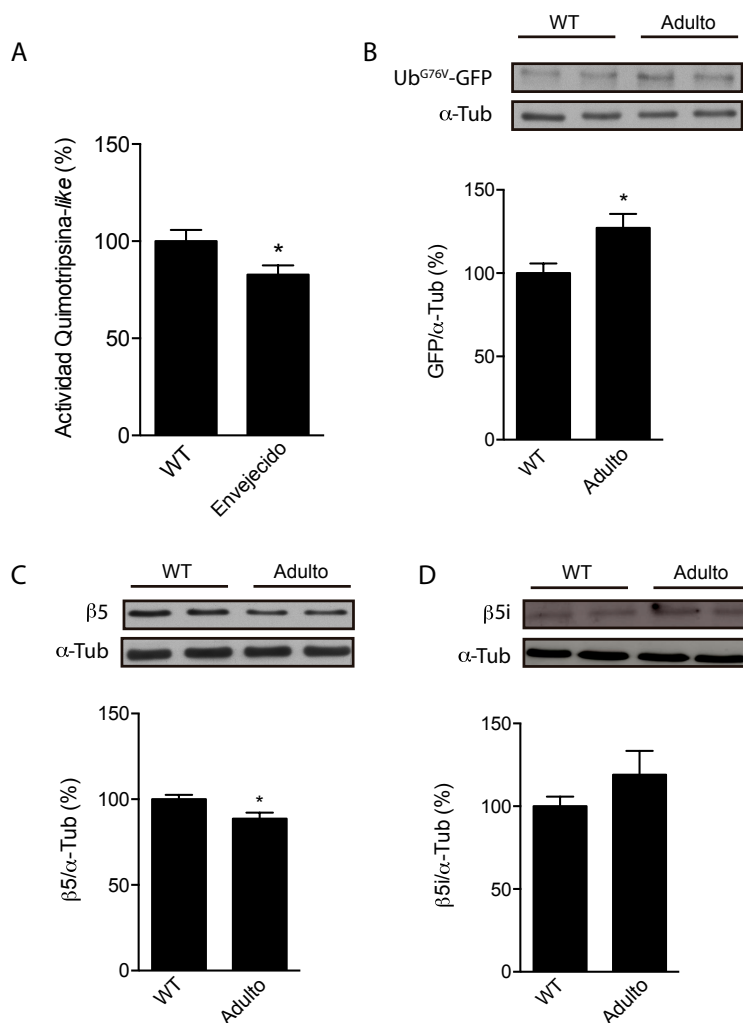 A
Actividad Quimotripsina-like (%)
150
100
50
0
*
WT
Envejecido
B
WT Adulto
UbG76V-GFP
α-Tub
GFP/α-Tub (%)
150
100
50
0
*
WT
Adulto
C
WT Adulto
β5
α-Tub
β5/α-Tub (%)
150
100
50
0
*
WT
Adulto
D
WT Adulto
β5i
α-Tub
β5i/α-Tub (%)
150
100
50
0
WT
Adulto